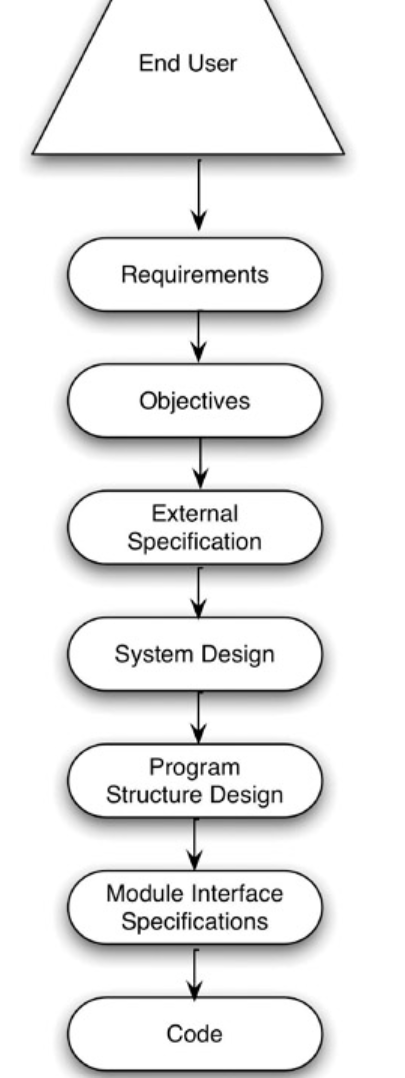 End User
Requirements
Objectives
External
Specification
System Design
Program
Structure Design
Module Interface
Specifications
Code